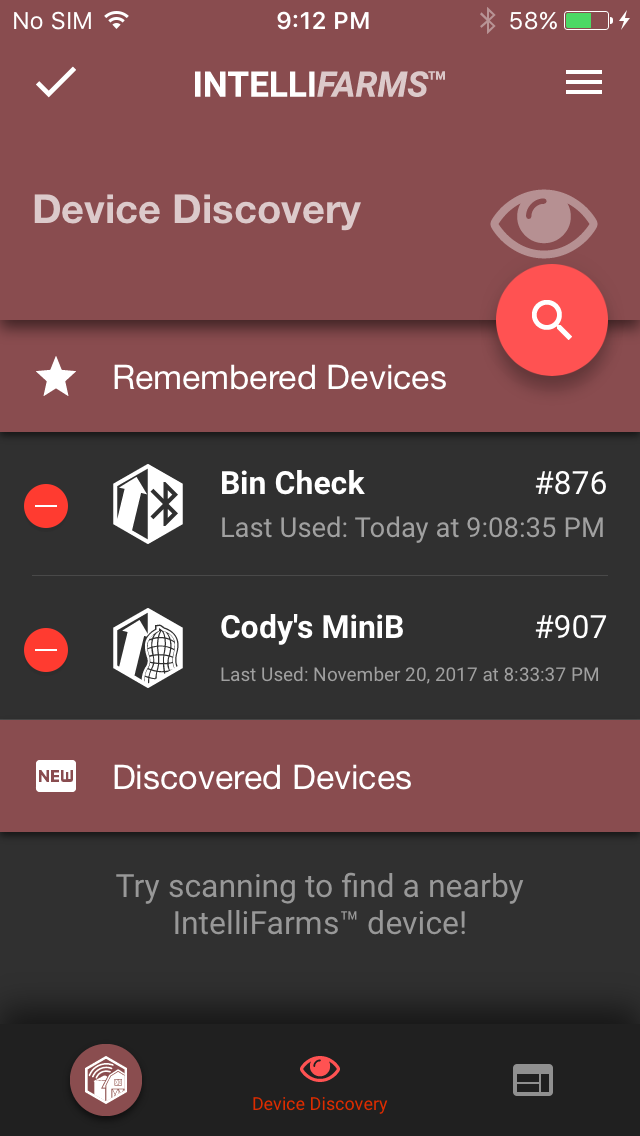 No SIM 9:12 PM 58%
INTELLIFARMS™
Device Discovery
Remembered Devices
Bin Check #876
Last Used: Today at 9:08:35 PM
Cody's MiniB #907
Last Used: November 20, 2017 at 8:33:37 PM
NEW Discovered Devices
Try scanning to find a nearby
IntelliFarms™ device!
Device Discovery